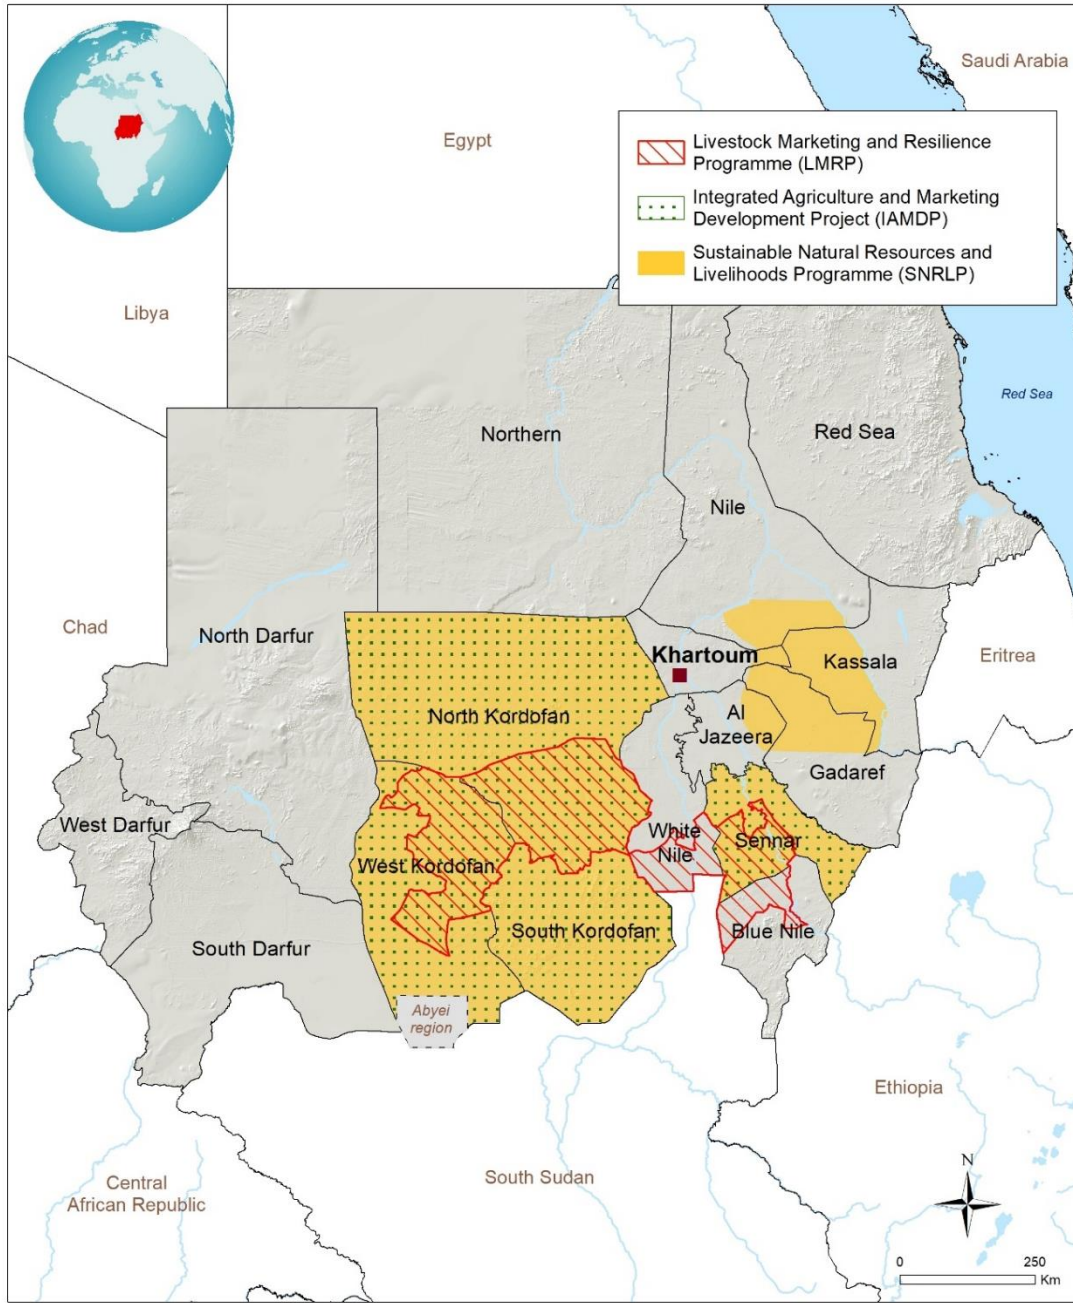 Saudi Arabia
Egypt
Livestock Marketing and Resilience
Programme (LMRP)
Integrated Agriculture and Marketing
Development Project (IAMDP)
Sustainable Natural Resources and
Livelihoods Programme (SNRLP)
Libya
Red Sea
Northern
Red Sea
Nile
Chad
North Darfur
Khartoum
Kassala
Eritrea
North Kordofan
Al
Jazeera
Gadaref
West Darfur
White
Nile
Sennar
West Kordofan
South Darfur
South Kordofan
Blue Nile
Abyei
region
Ethiopia
Central
African Republic
South Sudan
N
0
250
Km